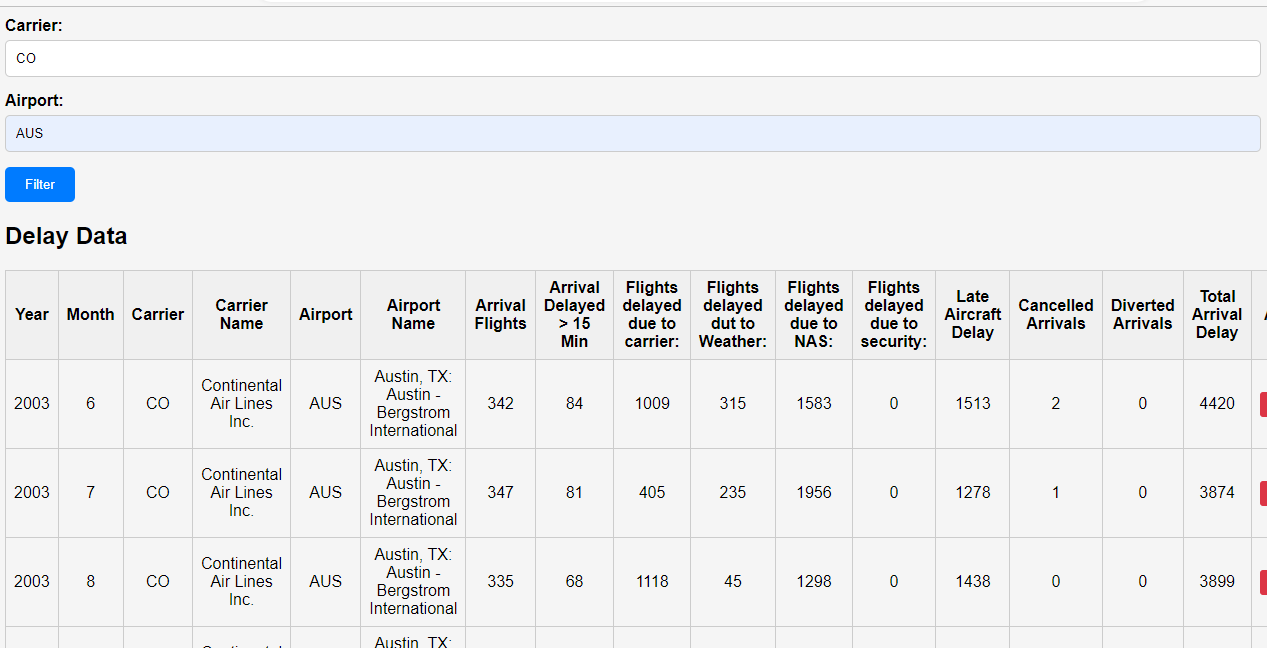 Carrier:
CO
Airport:
AUS
Filter
Delay Data
Year Month Carrier Carrier Name Airport Airport Name Arrival Flights Arrival Delayed > 15 Min Flights delayed due to carrier: Flights delayed dut to Weather: Flights delayed due to NAS: Flights delayed due to security: Late Aircraft Delay Cancelled Arrivals Diverted Arrivals Total Arrival Delay
2003 6 CO Continental Air Lines Inc. AUS Austin, TX: Austin - Bergstrom International 342 84 1009 315 1583 0 1513 2 0 4420
2003 7 CO Continental Air Lines Inc. AUS Austin, TX: Austin - Bergstrom International 347 81 405 235 1956 0 1278 1 0 3874
2003 8 CO Continental Air Lines Inc. AUS Austin, TX: Austin - Bergstrom International 335 68 1118 45 1298 0 1438 0 0 3899
Austin, TX: